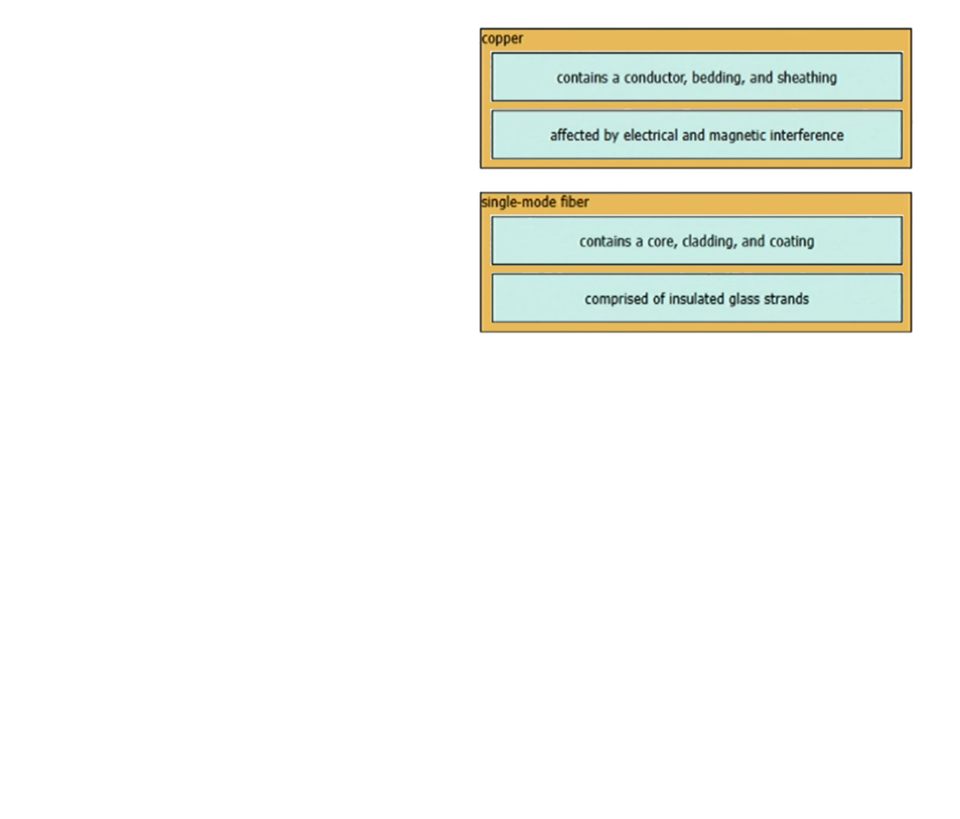 copper
contains a conductor, bedding, and sheathing
affected by electrical and magnetic interference
single-mode fiber
contains a core, cladding, and coating
comprised of insulated glass strands